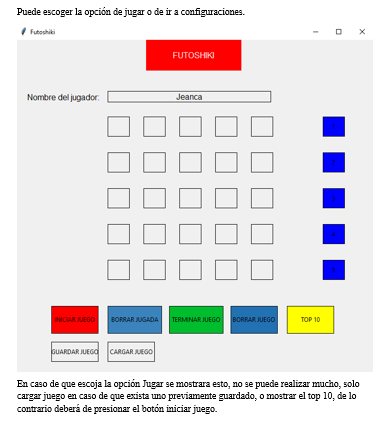 Puede escoger la opción de jugar o de ir a configuraciones.
Futoshiki
FUTOSHIKI
Nombre del jugador:
Jeanca
INICIAR JUEGO
BORRAR JUGADA
TERMINAR JUEGO
BORRAR JUEGO
TOP 10
GUARDAR JUEGO
CARGAR JUEGO
En caso de que escoja la opción Jugar se mostrara esto, no se puede realizar mucho, solo
cargar juego en caso de que exista uno previamente guardado, o mostrar el top 10, de lo
contrario deberá de presionar el botón iniciar juego.